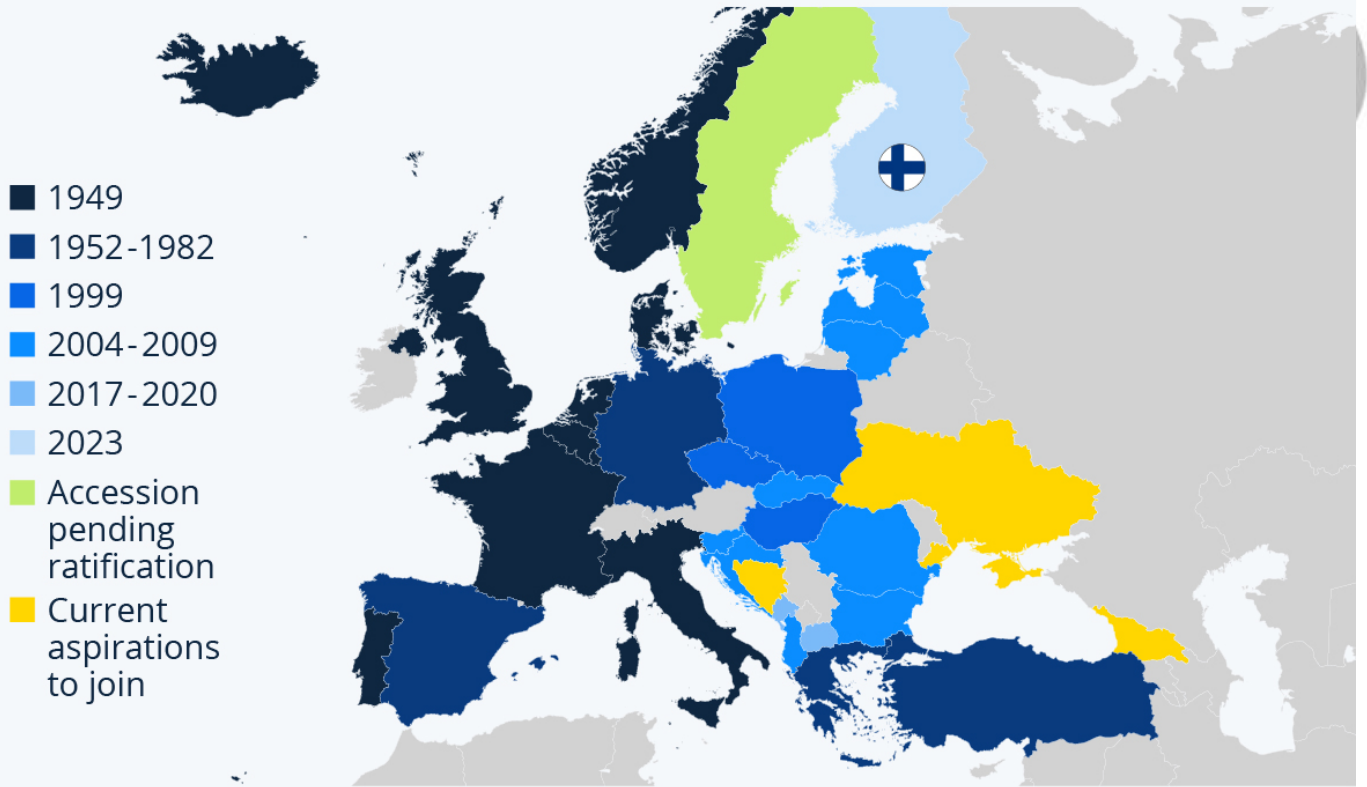 1949
1952-1982
1999
2004-2009
2017-2020
2023
Accession
pending
ratification
Current
aspirations
to join